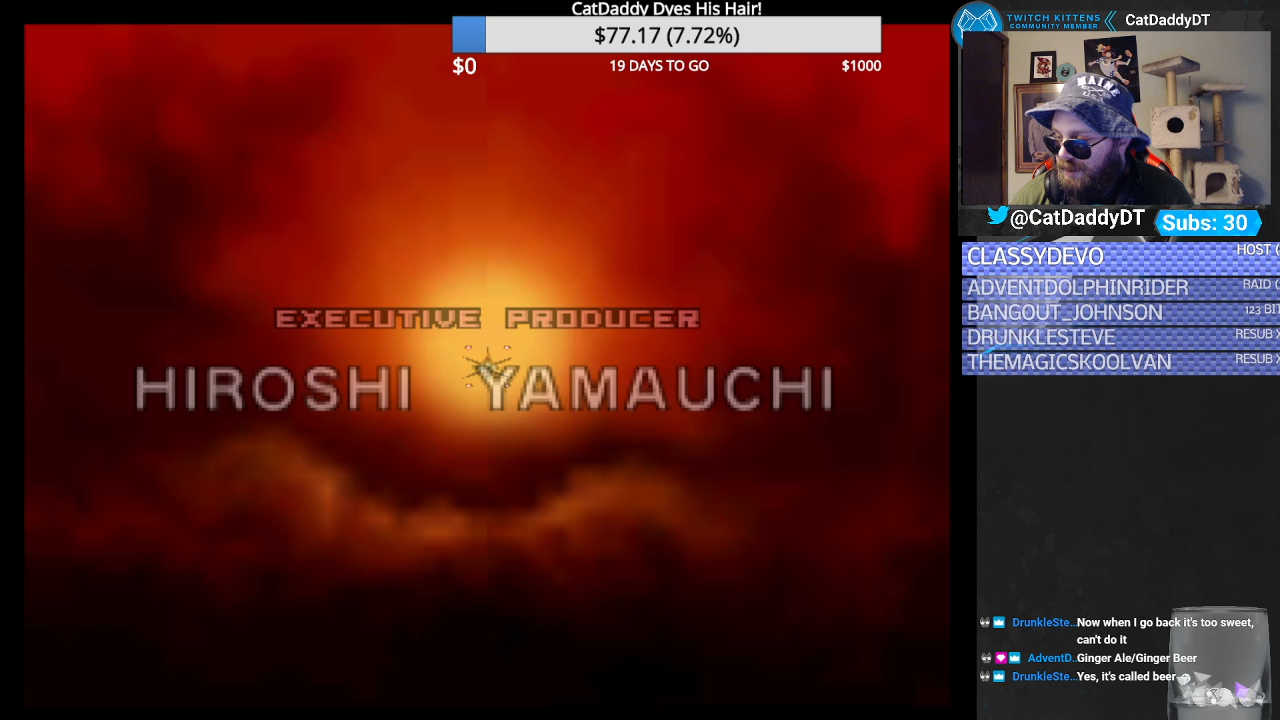 CatDaddy Dyes His Hair!
$77.17 (7.72%)
$0 19 DAYS TO GO $1000
EXECUTIVE PRODUCER
HIROSHI YAMAUCHI
TWITCH KITTENS
COMMUNITY MEMBER
CatDaddyDT
MAINE
@CatDaddyDT
Subs: 30
CLASSYDEVO HOST (
ADVENTDOLPHINRIDER RAID (
BANGOUT_JOHNSON 123 BIT
DRUNKLESTEVE RESUB X
THEMAGICSKOOLVAN RESUB X
DrunkleSte... Now when I go back it's too sweet,
can't do it
AdventD... Ginger Ale/Ginger Beer
DrunkleSte... Yes, it's called beer